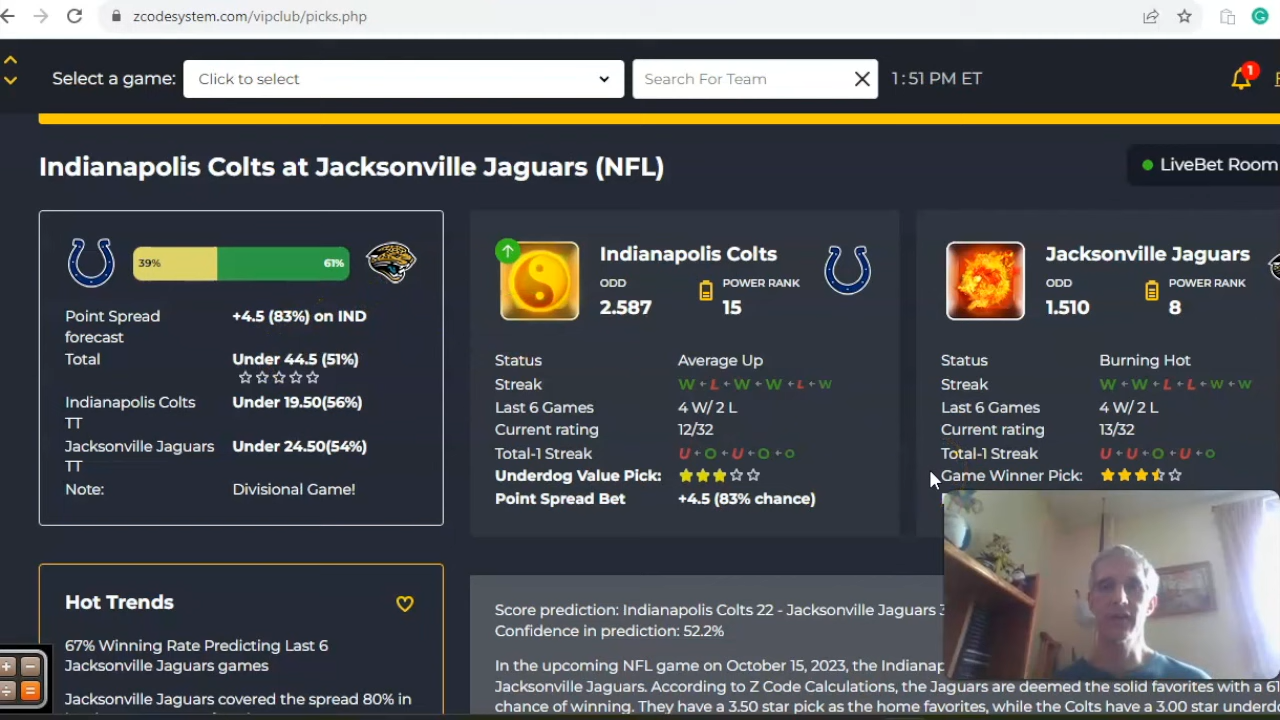 zcodesystem.com/vipclub/picks.php
Select a game: Click to select Search For Team 1:51 PM ET 1
Indianapolis Colts at Jacksonville Jaguars (NFL)
LiveBet Room
39% 61%
Point Spread forecast +4.5 (83%) on IND
Total Under 44.5 (51%)
Indianapolis Colts TT Under 19.50(56%)
Jacksonville Jaguars TT Under 24.50(54%)
Note: Divisional Game!
Indianapolis Colts
ODD POWER RANK
2.587 15
Status Average Up
Streak W L W W L W
Last 6 Games 4 W/ 2 L
Current rating 12/32
Total-1 Streak U O U O O
Underdog Value Pick:
Point Spread Bet +4.5 (83% chance)
Jacksonville Jaguars
ODD POWER RANK
1.510 8
Status Burning Hot
Streak W W L L W W
Last 6 Games 4 W/ 2 L
Current rating 13/32
Total-1 Streak U U O U O
Game Winner Pick:
Hot Trends
67% Winning Rate Predicting Last 6
Jacksonville Jaguars games
Jacksonville Jaguars covered the spread 80% in
Score prediction: Indianapolis Colts 22 - Jacksonville Jaguars
Confidence in prediction: 52.2%
In the upcoming NFL game on October 15, 2023, the
Jacksonville Jaguars. According to Z Code Calculations, the Jaguars are deemed the solid favorites with a
chance of winning. They have a 3.50 star pick as the home favorites, while the Colts have a 3.00 star